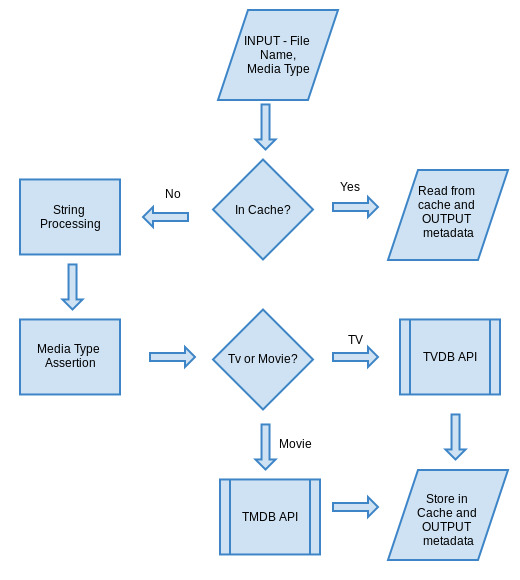 INPUT - File
Name,
Media Type
No
Yes
String
Processing
In Cache?
Read from
cache and
OUTPUT
metadata
Media Type
Assertion
Tv or Movie?
TV
TVDB API
Movie
TMDB API
Store in
Cache and
OUTPUT
metadata